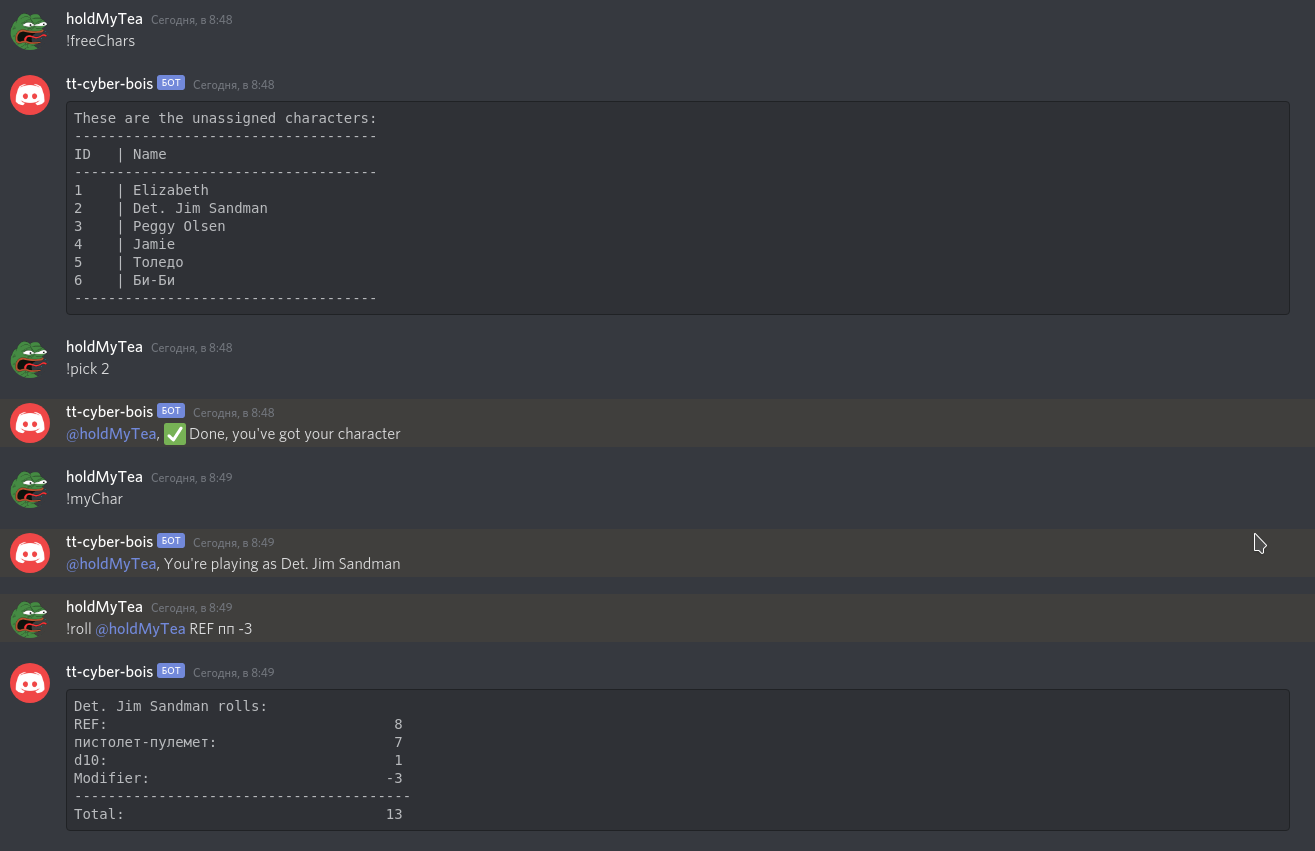 holdMyTea Сегодня, в 8:48
!freeChars
tt-cyber-bois БОТ Сегодня, в 8:48
These are the unassigned characters:
------------------------------------
ID   | Name
------------------------------------
1    | Elizabeth
2    | Det. Jim Sandman
3    | Peggy Olsen
4    | Jamie
5    | Толедо
6    | Би-Би
------------------------------------
holdMyTea Сегодня, в 8:48
!pick 2
tt-cyber-bois БОТ Сегодня, в 8:48
@holdMyTea, ✅ Done, you've got your character
holdMyTea Сегодня, в 8:49
!myChar
tt-cyber-bois БОТ Сегодня, в 8:49
@holdMyTea, You're playing as Det. Jim Sandman
holdMyTea Сегодня, в 8:49
!roll @holdMyTea REF пп -3
tt-cyber-bois БОТ Сегодня, в 8:49
Det. Jim Sandman rolls:
REF:                                  8
пистолет-пулемет:                     7
d10:                                  1
Modifier:                            -3
----------------------------------------
Total:                               13